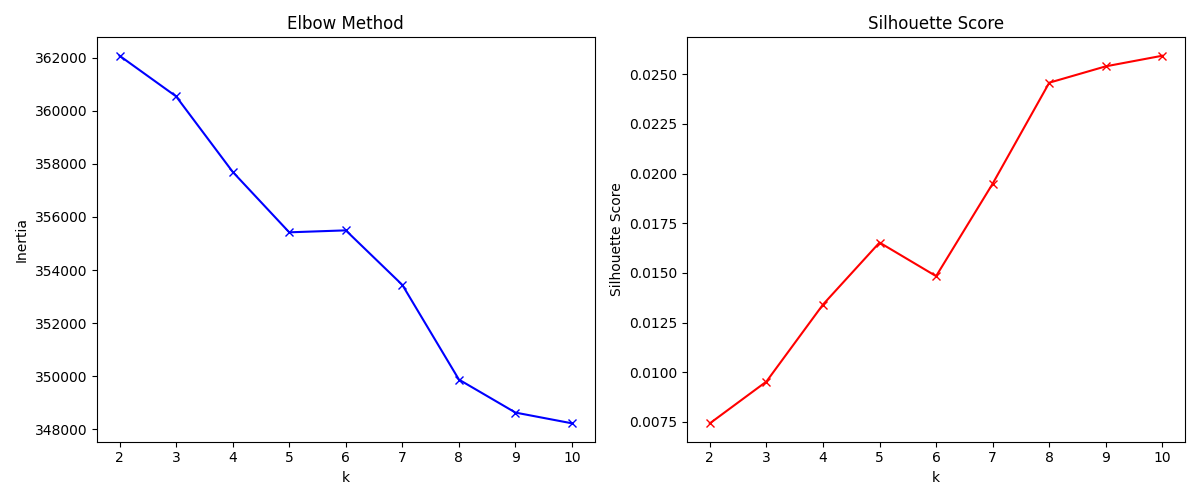 Elbow Method
Inertia
362000
360000
358000
356000
354000
352000
350000
348000
2 3 4 5 6 7 8 9 10
k
Silhouette Score
Silhouette Score
0.0250
0.0225
0.0200
0.0175
0.0150
0.0125
0.0100
0.0075
2 3 4 5 6 7 8 9 10
k